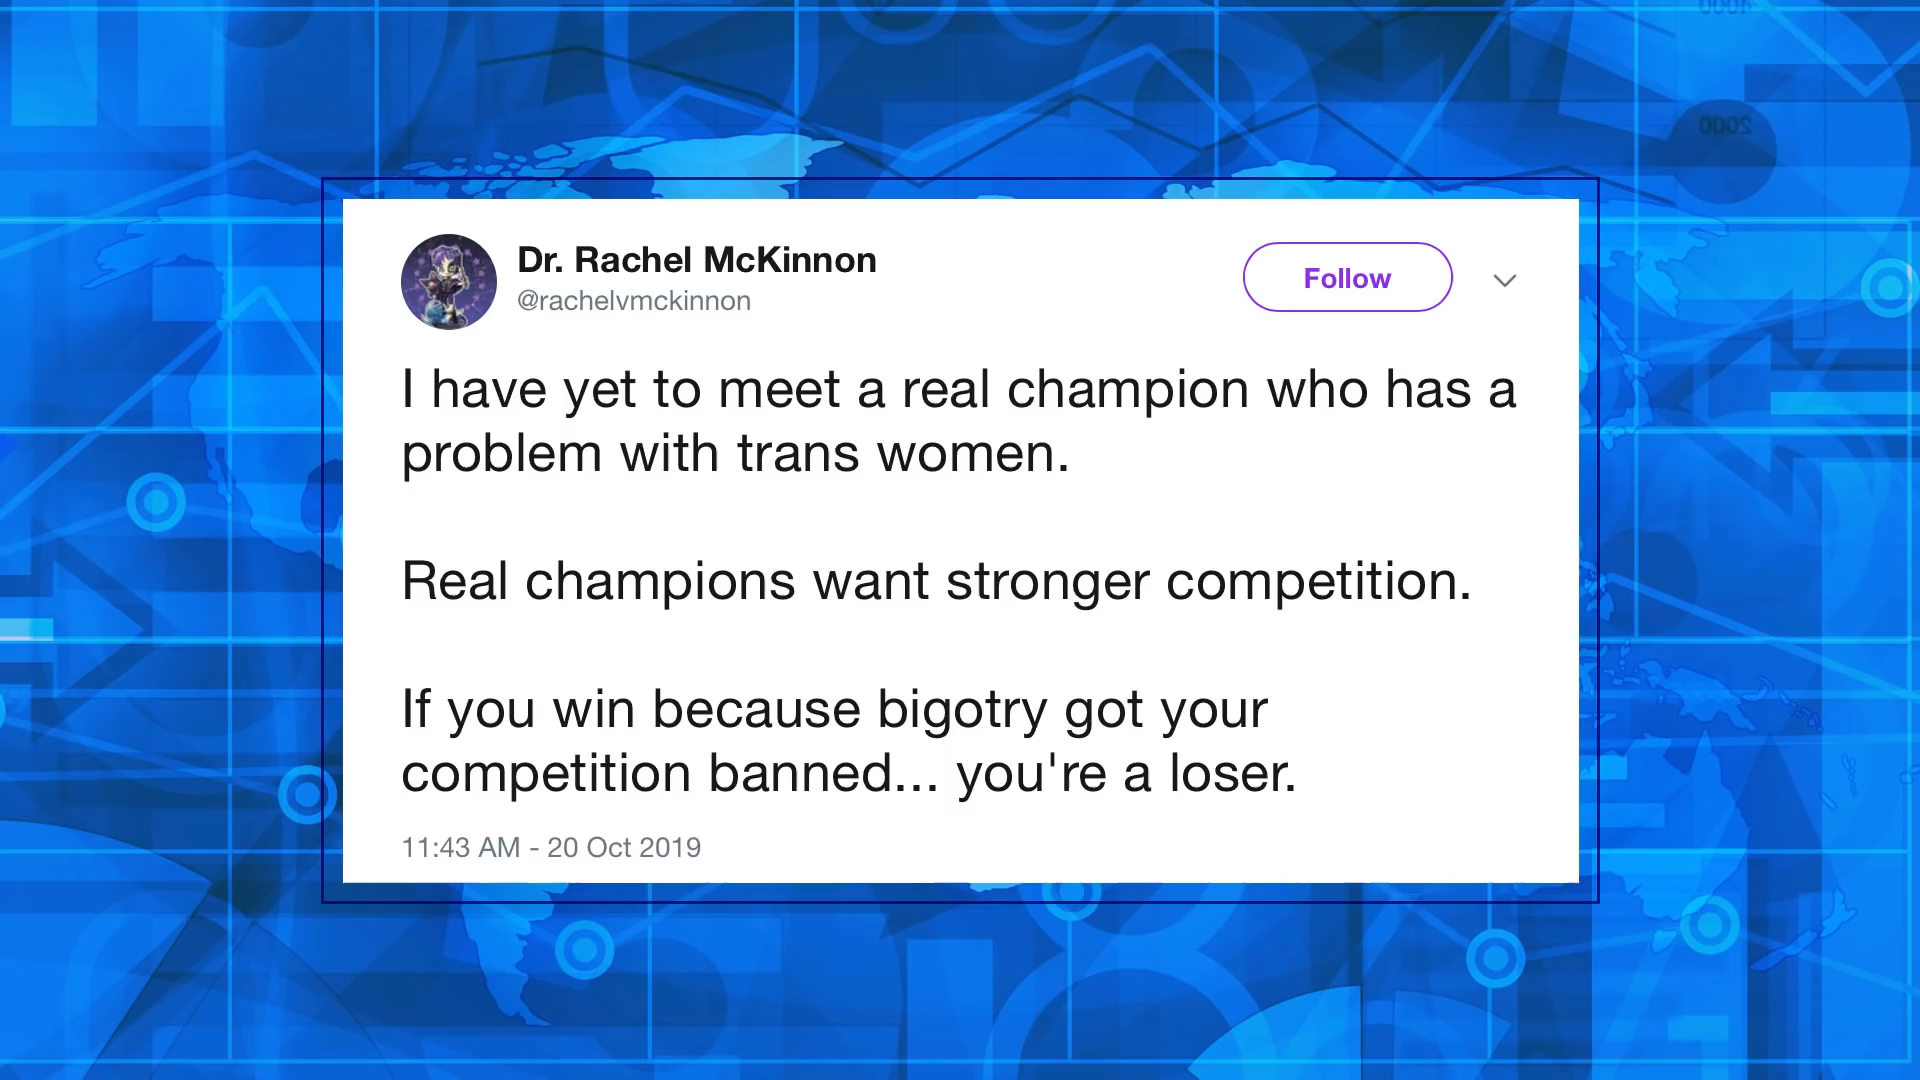 Dr. Rachel McKinnon
@rachelvmckinnon
Follow
I have yet to meet a real champion who has a
problem with trans women.
Real champions want stronger competition.
If you win because bigotry got your
competition banned... you're a loser.
11:43 AM - 20 Oct 2019